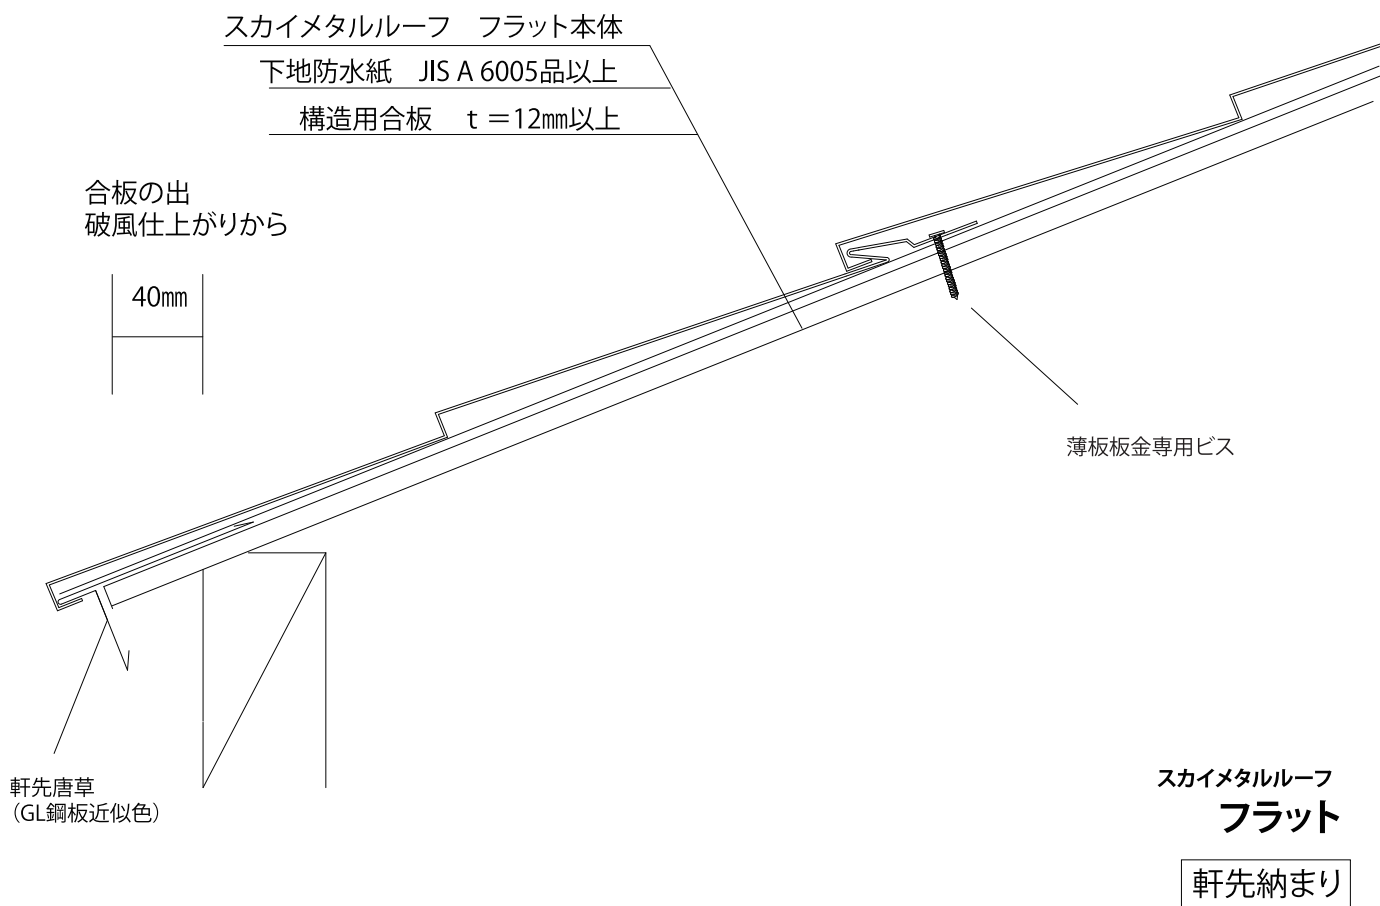 スカイメタルルーフ　フラット本体
下地防水紙　JIS A 6005品以上
構造用合板　t＝12mm以上
合板の出
破風仕上がりから
40mm
薄板板金専用ビス
軒先唐草
（GL鋼板近似色）
スカイメタルルーフ
フラット
軒先納まり